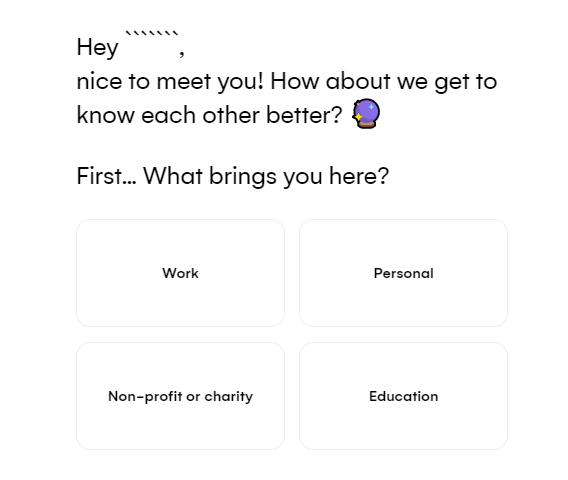 Hey ```````,
nice to meet you! How about we get to
know each other better? 🔮
First... What brings you here?
Work
Personal
Non-profit or charity
Education